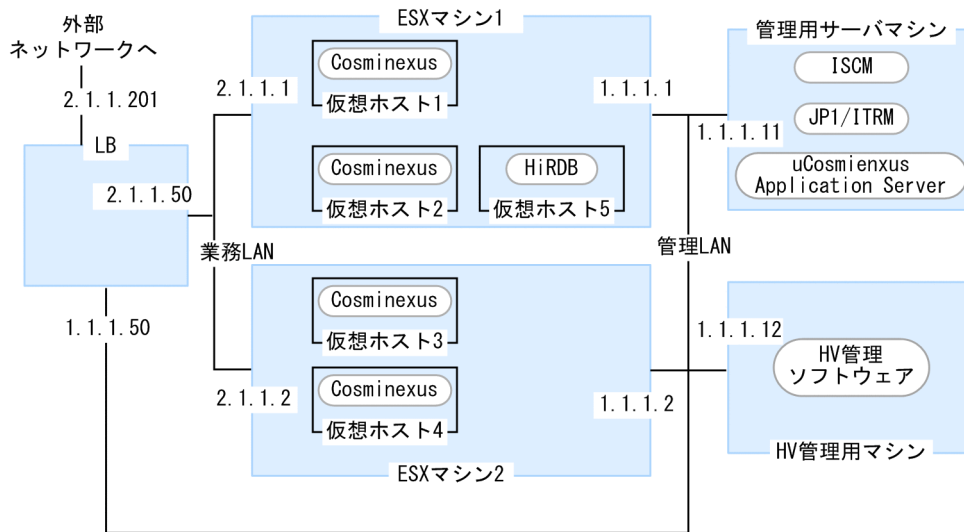 外部
ネットワークへ
2.1.1.201
LB
2.1.1.50
1.1.1.50
業務LAN
ESXマシン1
2.1.1.1
1.1.1.1
Cosminexus
仮想ホスト1
Cosminexus
仮想ホスト2
HiRDB
仮想ホスト5
管理LAN
Cosminexus
仮想ホスト3
Cosminexus
仮想ホスト4
2.1.1.2
1.1.1.2
ESXマシン2
管理用サーバマシン
ISCM
JP1/ITRM
1.1.1.11
uCosmienxus
Application Server
1.1.1.12
HV管理
ソフトウェア
HV管理用マシン